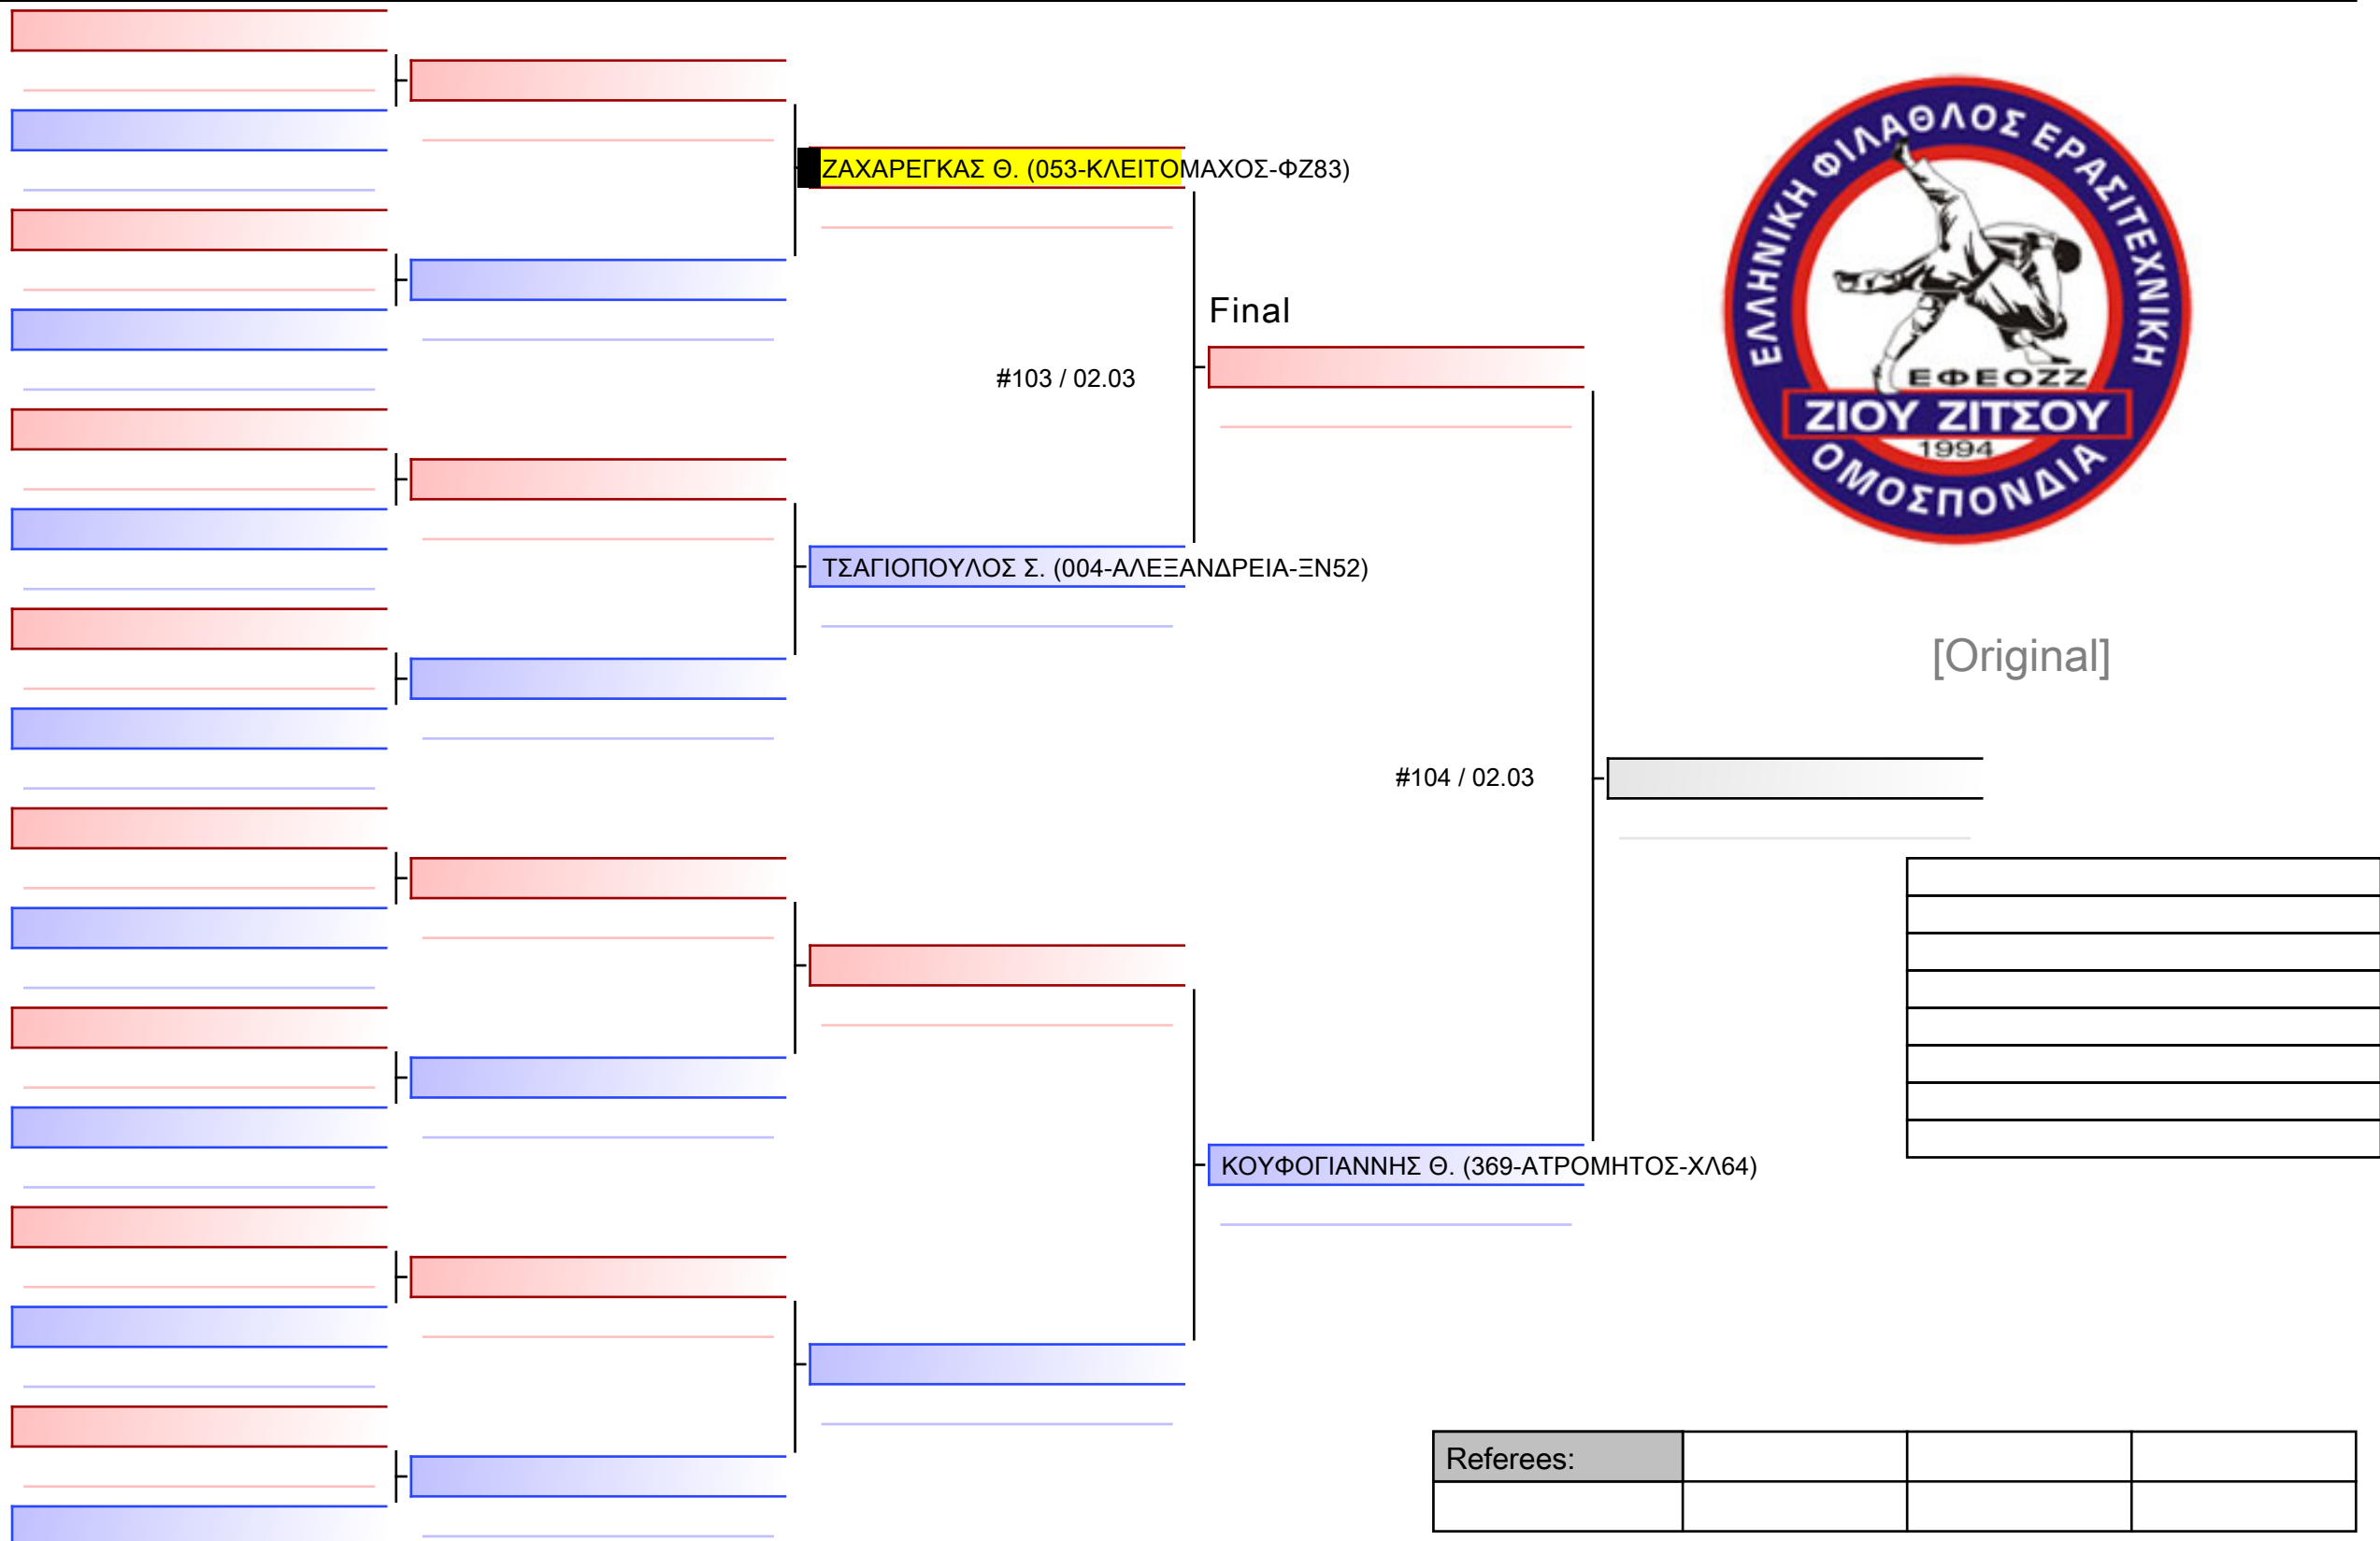 ΖΑΧΑΡΕΓΚΑΣ Θ. (053-ΚΛΕΙΤΟΜΑΧΟΣ-ΦΖ83)
ΕΛΛΗΝΙΚΗ ΦΙΛΑΘΛΟΣ ΕΡΑΣΙΤΕΧΝΙΚΗ
Final
#103 / 02.03
ΕΦΕΟΖΖ
ΖΙΟΥ ΖΙΤΣΟΥ
1994
ΟΜΟΣΠΟΝΔΙΑ
ΤΣΑΓΙΟΠΟΥΛΟΣ Σ. (004-ΑΛΕΞΑΝΔΡΕΙΑ-ΞΝ52)
[Original]
#104 / 02.03
ΚΟΥΦΟΓΙΑΝΝΗΣ Θ. (369-ΑΤΡΟΜΗΤΟΣ-ΧΛ64)
Referees: